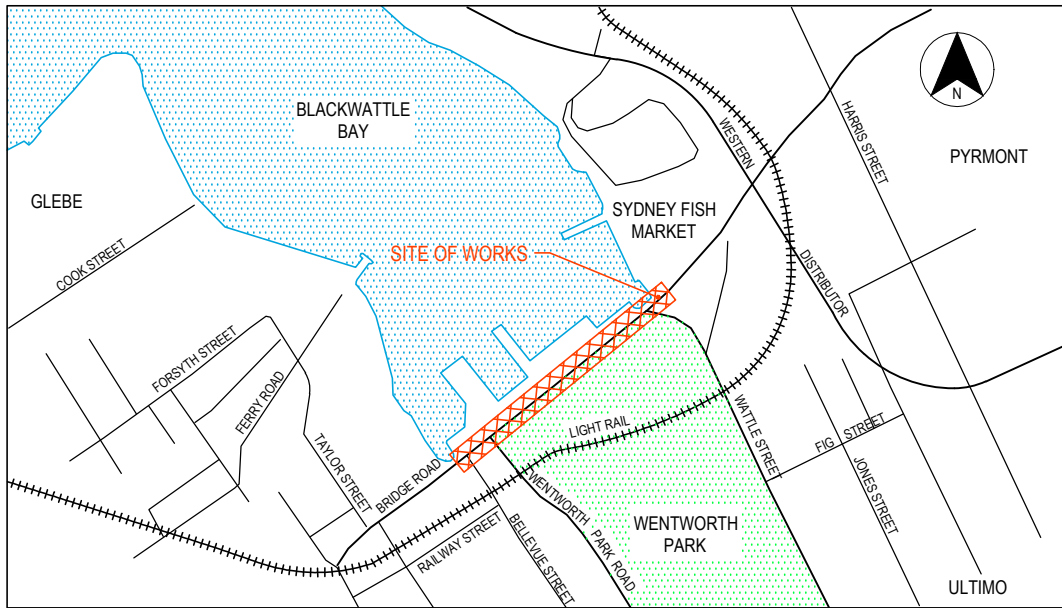 BLACKWATTLE
BAY
N
PYRMONT
HARRIS STREET
WESTERN
DISTRIBUTOR
GLEBE
SYDNEY FISH
MARKET
COOK STREET
SITE OF WORKS
FORSYTH STREET
FERRY ROAD
TAYLOR STREET
BRIDGE ROAD
LIGHT RAIL
WATTLE STREET
FIG STREET
JONES STREET
RAILWAY STREET
BELLEVUE STREET
WENTWORTH PARK ROAD
WENTWORTH
PARK
ULTIMO